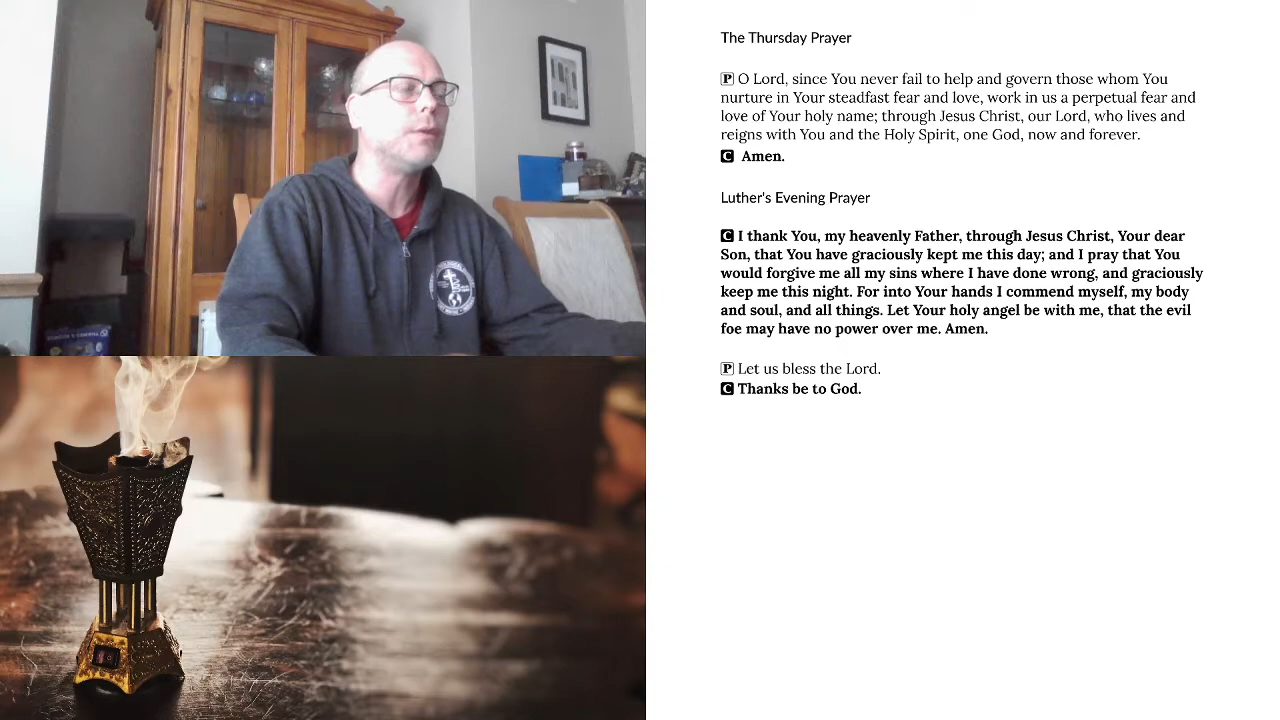 The Thursday Prayer
P O Lord, since You never fail to help and govern those whom You
nurture in Your steadfast fear and love, work in us a perpetual fear and
love of Your holy name; through Jesus Christ, our Lord, who lives and
reigns with You and the Holy Spirit, one God, now and forever.
C Amen.
Luther's Evening Prayer
C I thank You, my heavenly Father, through Jesus Christ, Your dear
Son, that You have graciously kept me this day; and I pray that You
would forgive me all my sins where I have done wrong, and graciously
keep me this night. For into Your hands I commend myself, my body
and soul, and all things. Let Your holy angel be with me, that the evil
foe may have no power over me. Amen.
P Let us bless the Lord.
C Thanks be to God.